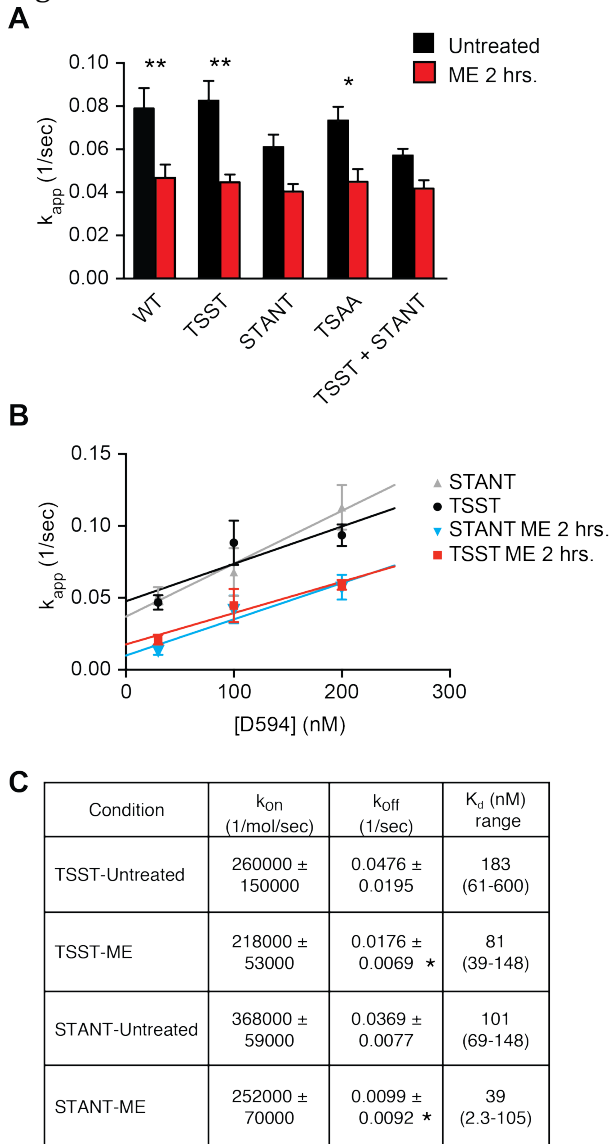 A
Untreated
ME 2 hrs.
** ** *
0.10
0.08
0.06
0.04
0.02
0.00
kapp (1/sec)
WT
TSST
STANT
TSAA
TSST + STANT
B
0.15
0.10
0.05
0.00
kapp (1/sec)
0 100 200 300
[D594] (nM)
STANT
TSST
STANT ME 2 hrs.
TSST ME 2 hrs.
C
Condition
kon
(1/mol/sec)
koff
(1/sec)
Kd (nM)
range
TSST-Untreated
260000 ±
150000
0.0476 ±
0.0195
183
(61-600)
TSST-ME
218000 ±
53000
0.0176 ±
0.0069 *
81
(39-148)
STANT-Untreated
368000 ±
59000
0.0369 ±
0.0077
101
(69-148)
STANT-ME
252000 ±
70000
0.0099 ±
0.0092 *
39
(2.3-105)